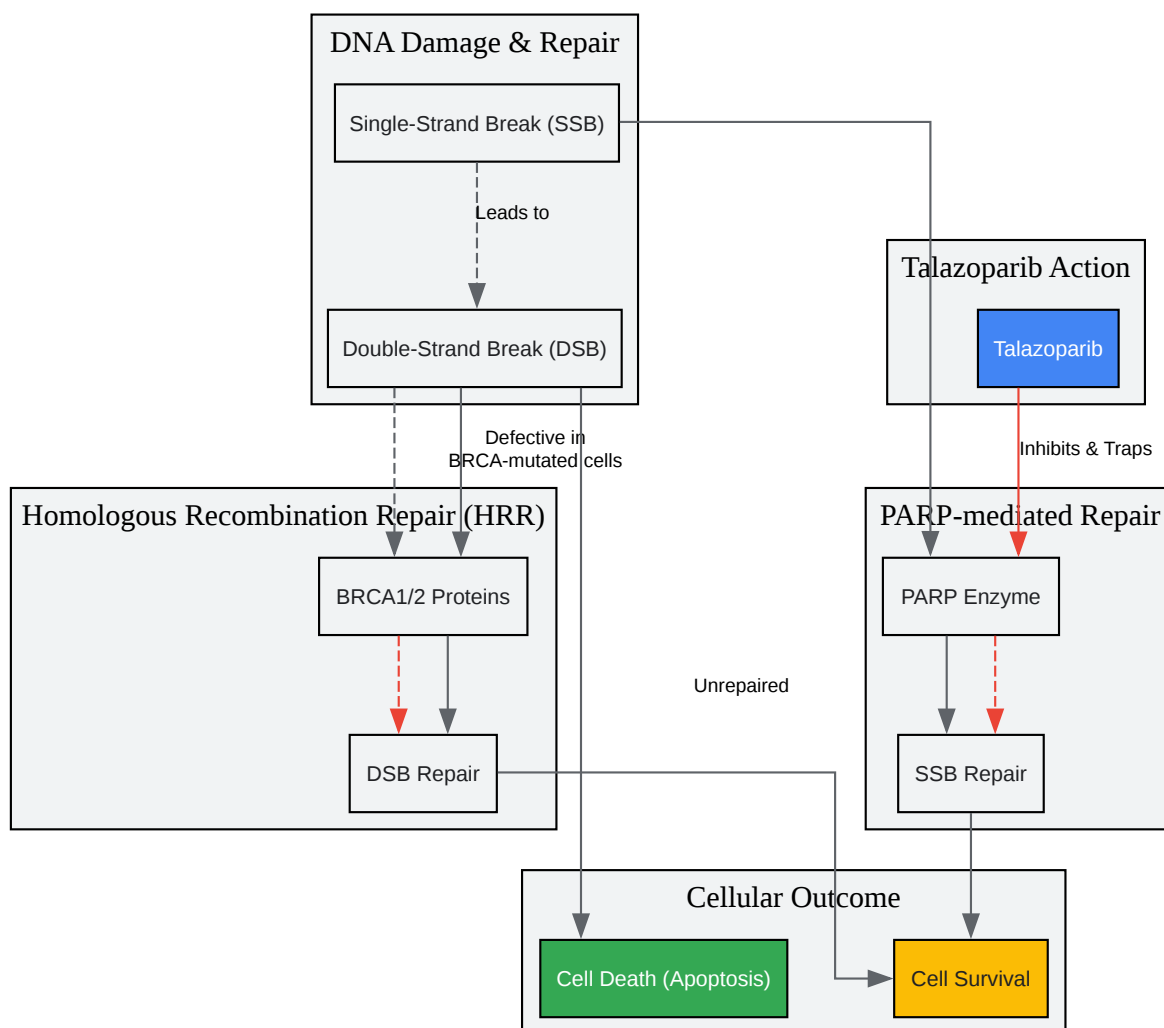 DNA Damage & Repair
Single-Strand Break (SSB)
Leads to
Double-Strand Break (DSB)
Talazoparib Action
Talazoparib
Defective in
BRCA-mutated cells
Inhibits & Traps
Homologous Recombination Repair (HRR)
PARP-mediated Repair
BRCA1/2 Proteins
PARP Enzyme
Unrepaired
DSB Repair
SSB Repair
Cellular Outcome
Cell Death (Apoptosis)
Cell Survival